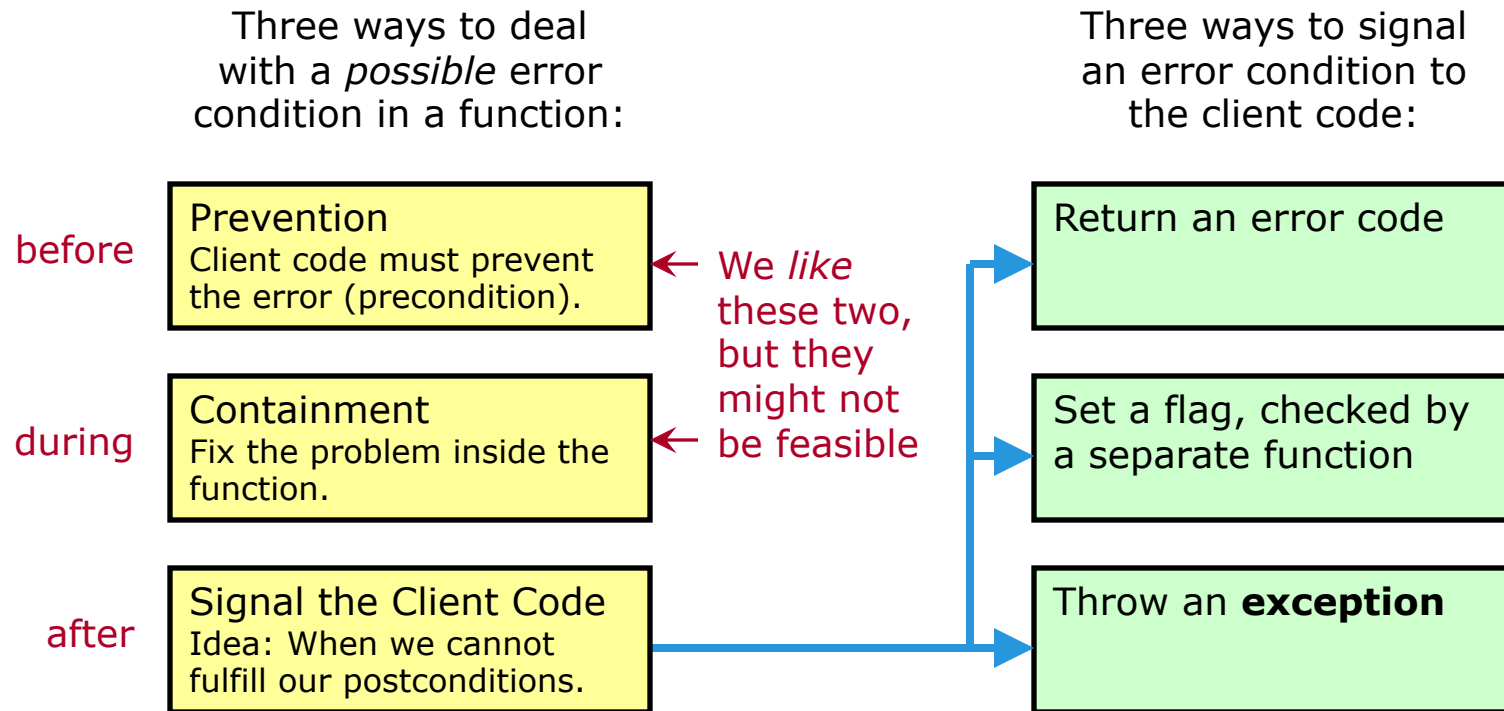 Three ways to deal
with a possible error
condition in a function:
Three ways to signal
an error condition to
the client code:
before
Prevention
Client code must prevent
the error (precondition).
We like
these two,
but they
might not
be feasible
Return an error code
during
Containment
Fix the problem inside the
function.
Set a flag, checked by
a separate function
after
Signal the Client Code
Idea: When we cannot
fulfill our postconditions.
Throw an exception